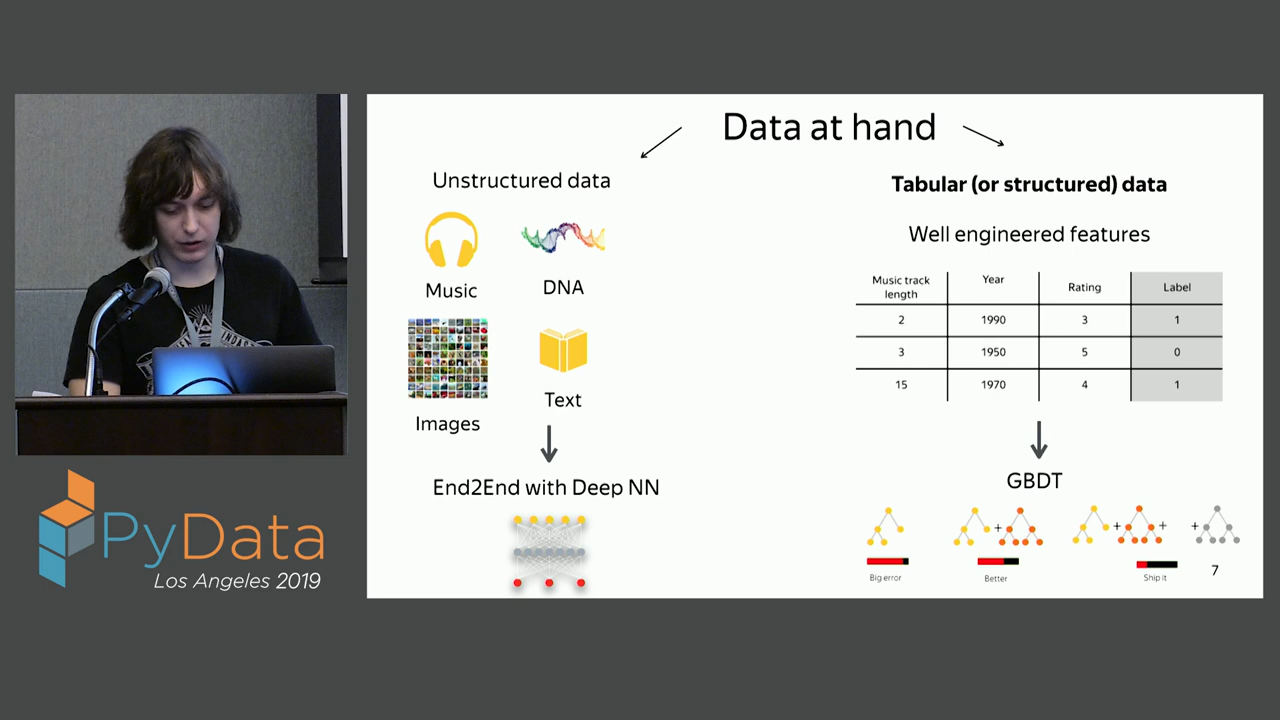 Data at hand
Unstructured data
Music
DNA
Images
Text
End2End with Deep NN
Tabular (or structured) data
Well engineered features
Music track
length
Year
Rating
Label
2
1990
3
1
3
1950
5
0
15
1970
4
1
GBDT
+
+
+
+
Big error
Better
Ship it
7
PyData
Los Angeles 2019